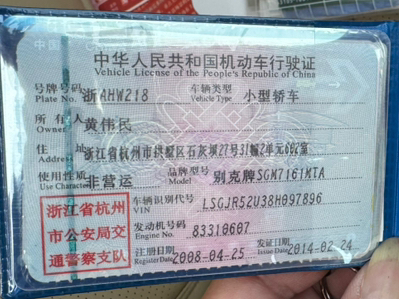 中华人民共和国机动车行驶证
Vehicle License of the People's Republic of China
号牌号码 浙AHW218 车辆类型 小型轿车
Plate No. Vehicle Type
所有人 黄伟民
Owner
住址 浙江省杭州市拱墅区石灰坝27号31幢2单元602室
Address
使用性质 非营运 品牌型号 别克牌SGM7161MTA
Use Character Model
浙江省杭州市公安局交通警察支队
车辆识别代号 LSGJR52U38H097896
VIN
发动机号码 83310607
Engine No.
注册日期 2008-04-25 发证日期 2014-02-24
Register Date Issue Date